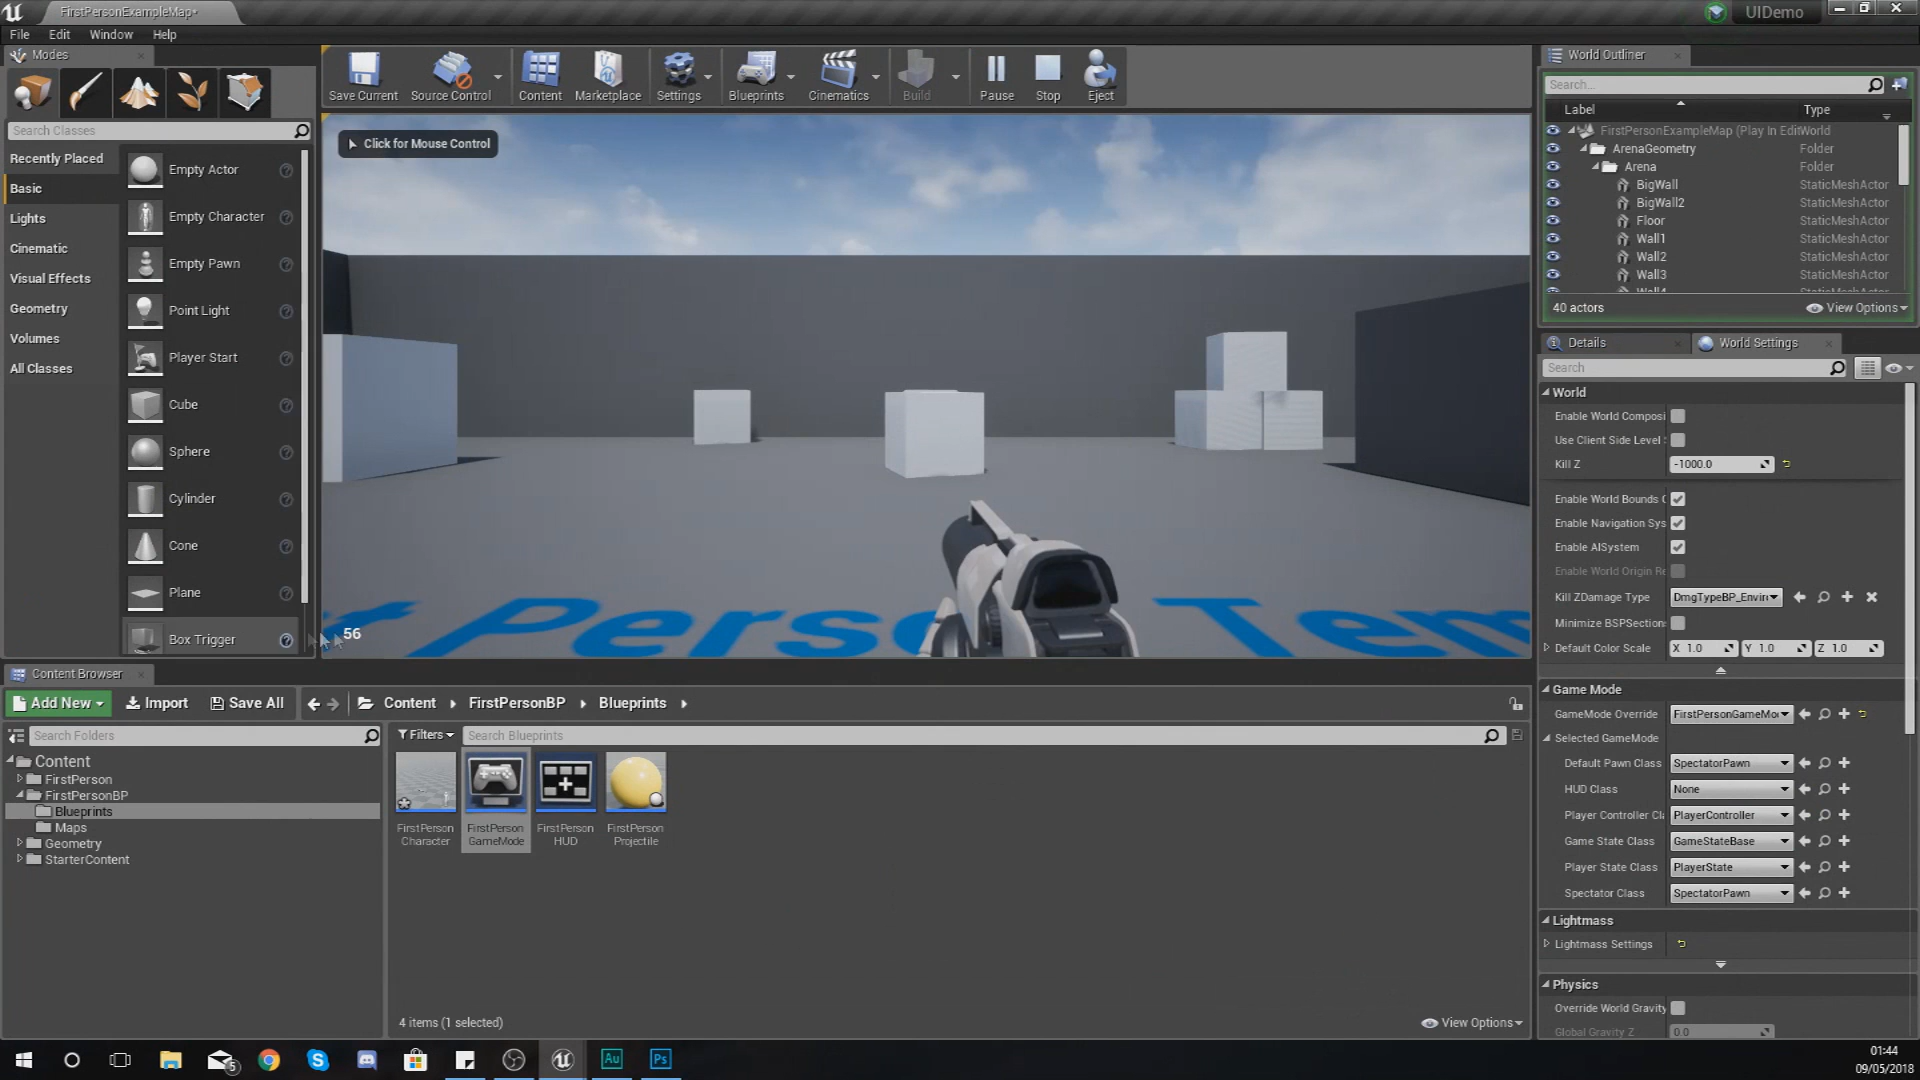 FirstPersonExampleMap*
UIDemo
File Edit Window Help
Modes
Save Current
Source Control
Content
Marketplace
Settings
Blueprints
Cinematics
Build
Pause
Stop
Eject
Search Classes
Recently Placed
Basic
Lights
Cinematic
Visual Effects
Geometry
Volumes
All Classes
Empty Actor
Empty Character
Empty Pawn
Point Light
Player Start
Cube
Sphere
Cylinder
Cone
Plane
Box Trigger
Click for Mouse Control
56
World Outliner
Search...
Label Type
FirstPersonExampleMap (Play In Edit World
ArenaGeometry Folder
Arena Folder
BigWall StaticMeshActor
BigWall2 StaticMeshActor
Floor StaticMeshActor
Wall1 StaticMeshActor
Wall2 StaticMeshActor
Wall3 StaticMeshActor
40 actors View Options
Details World Settings
Search
World
Enable World Composi
Use Client Side Level
Kill Z -1000.0
Enable World Bounds C
Enable Navigation Sys
Enable AISystem
Enable World Origin Re
Kill ZDamage Type DmgTypeBP_Envir
Minimize BSPSection
Default Color Scale X 1.0 Y 1.0 Z 1.0
Game Mode
GameMode Override FirstPersonGameMo
Selected GameMode
Default Pawn Class SpectatorPawn
HUD Class None
Player Controller Cl PlayerController
Game State Class GameStateBase
Player State Class PlayerState
Spectator Class SpectatorPawn
Lightmass
Lightmass Settings
Physics
Override World Gravity
Global Gravity Z 0.0
Content Browser
Add New Import Save All Content FirstPersonBP Blueprints
Search Folders
Filters Search Blueprints
Content
FirstPerson
FirstPersonBP
Blueprints
Maps
Geometry
StarterContent
FirstPerson
Character
FirstPerson
GameMode
FirstPerson
HUD
FirstPerson
Projectile
4 items (1 selected) View Options
5
Au
Ps
01:44
09/05/2018